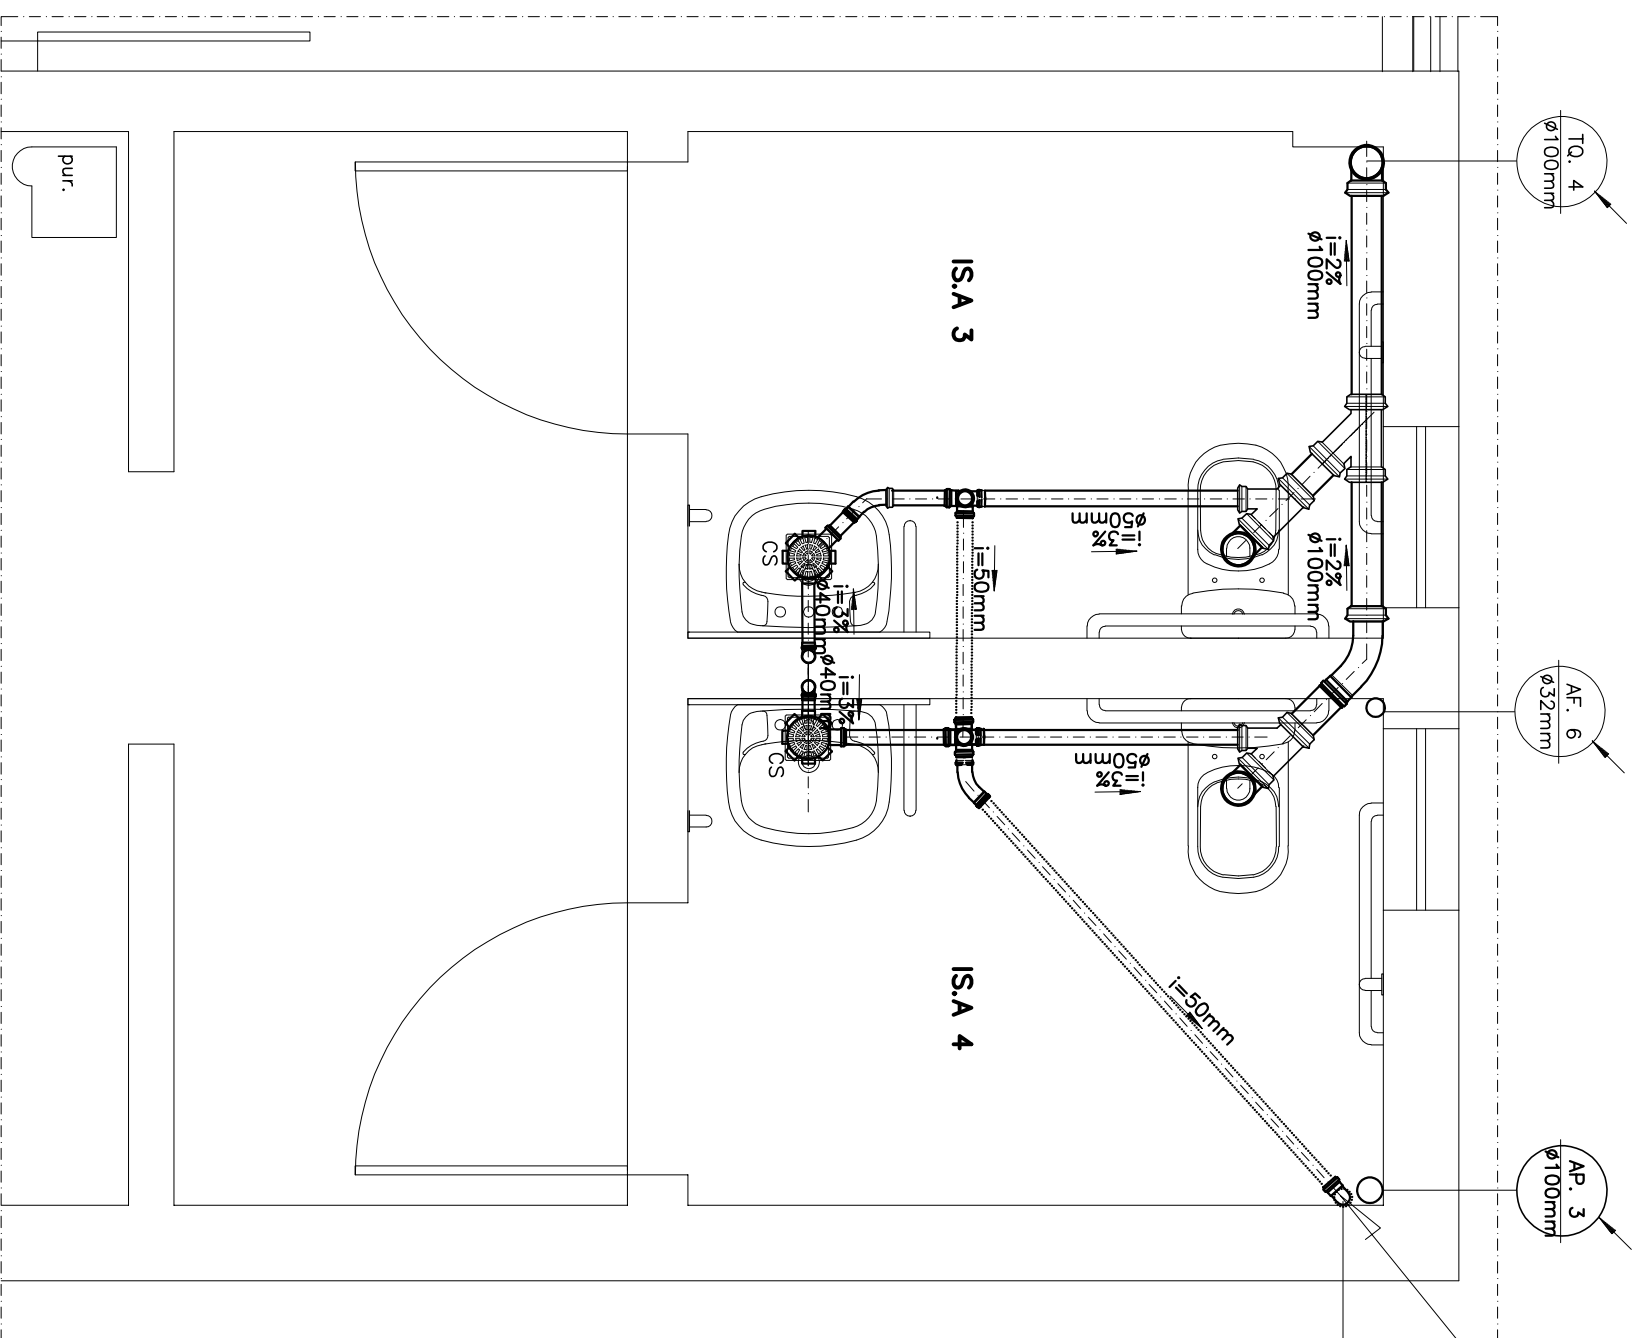 TQ. 4
ø100mm
pur.
i=2%
ø100mm
IS.A 3
ø50mm
i=3%
i=2%
ø100mm
CS
i=50mm
i=3%
ø40mm
ø40mm
i=3%
AF. 6
ø32mm
CS
ø50mm
i=3%
IS.A 4
i=50mm
AP. 3
ø100mm